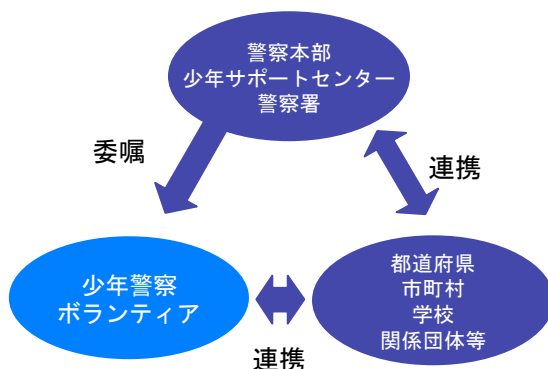 警察本部
少年サポートセンター
警察署
委嘱
連携
少年警察
ボランティア
都道府県
市町村
学校
関係団体等
連携